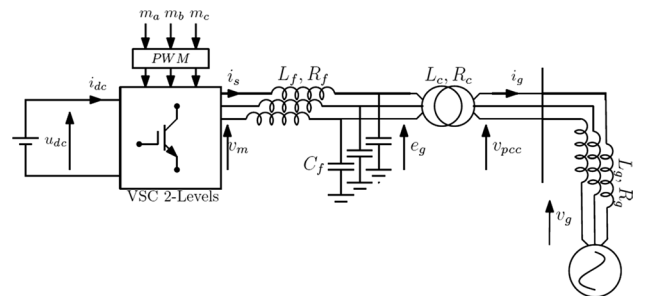 m_a m_b m_c
PWM
i_dc
u_dc
VSC 2-Levels
i_s
v_m
L_f, R_f
C_f
e_g
L_c, R_c
i_g
v_pcc
L_g, R_g
v_g